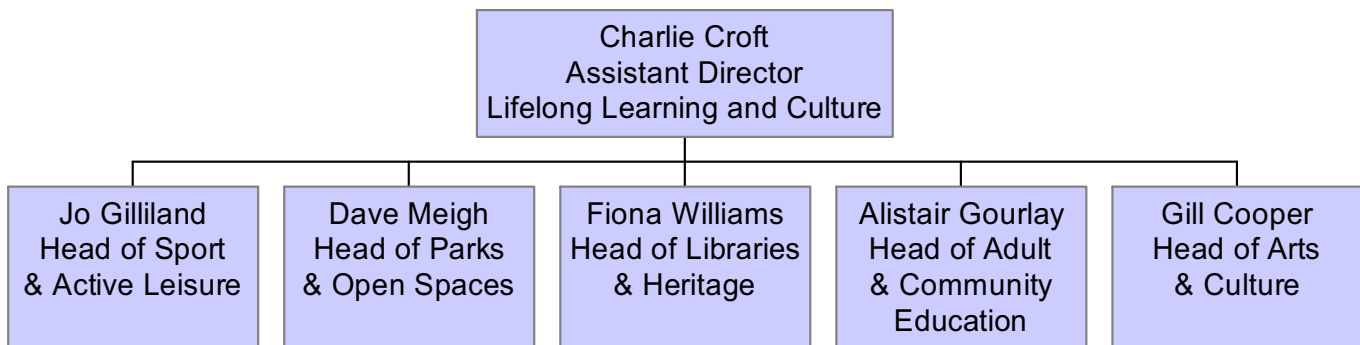 Charlie Croft
Assistant Director
Lifelong Learning and Culture
Jo Gilliland
Head of Sport
& Active Leisure
Dave Meigh
Head of Parks
& Open Spaces
Fiona Williams
Head of Libraries
& Heritage
Alistair Gourlay
Head of Adult
& Community
Education
Gill Cooper
Head of Arts
& Culture